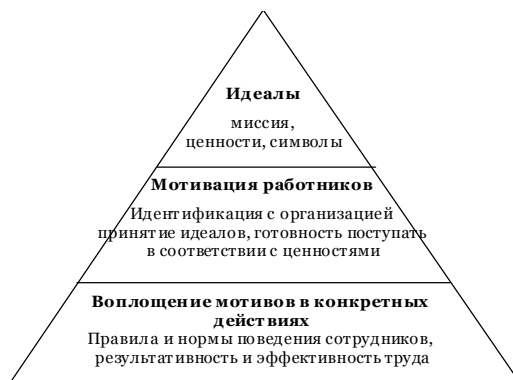 Идеалы
миссия,
ценности, символы
Мотивация работников
Идентификация с организацией
принятие идеалов, готовность поступать
в соответствии с ценностями
Воплощение мотивов в конкретных
действиях
Правила и нормы поведения сотрудников,
результативность и эффективность труда